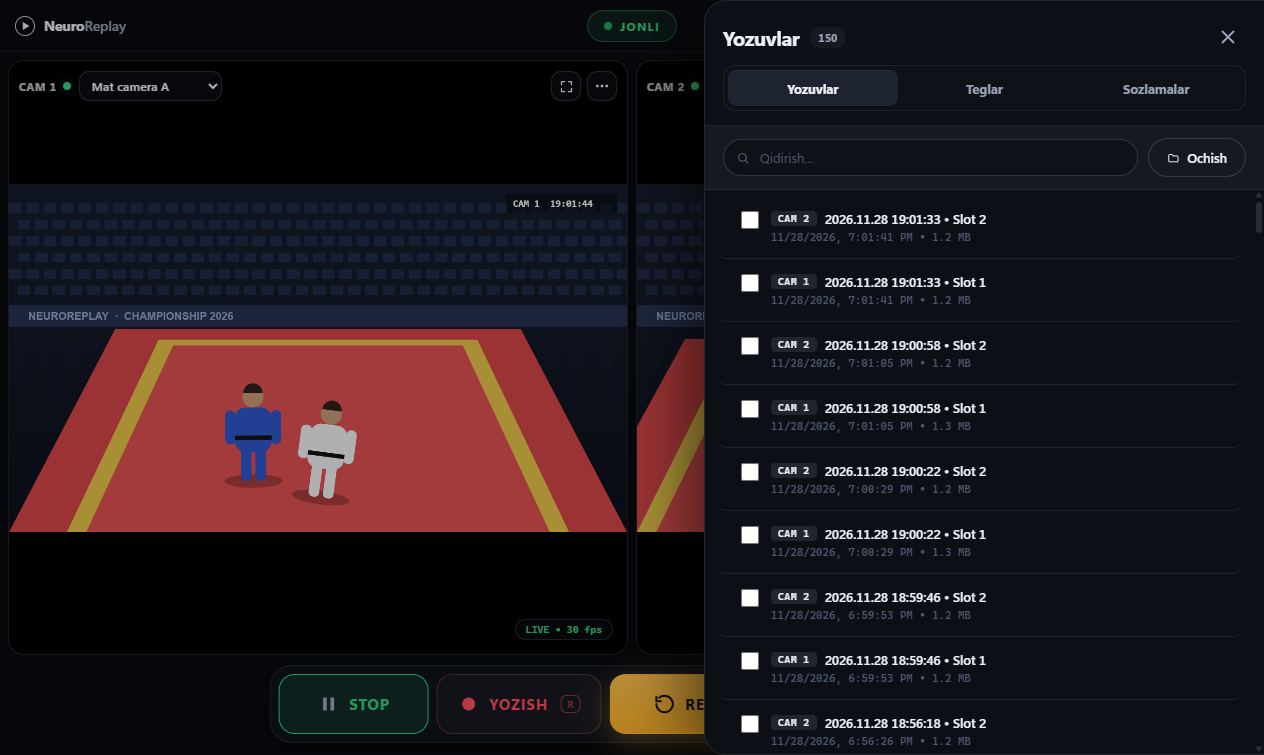 NeuroReplay
JONLI
CAM 1
Mat camera A
CAM 1 19:01:44
NEUROREPLAY · CHAMPIONSHIP 2026
LIVE • 30 fps
CAM 2
STOP
YOZISH R
Yozuvlar 150
Yozuvlar
Teglar
Sozlamalar
Qidirish...
Ochish
CAM 2 2026.11.28 19:01:33 • Slot 2
11/28/2026, 7:01:41 PM • 1.2 MB
CAM 1 2026.11.28 19:01:33 • Slot 1
11/28/2026, 7:01:41 PM • 1.2 MB
CAM 2 2026.11.28 19:00:58 • Slot 2
11/28/2026, 7:01:05 PM • 1.2 MB
CAM 1 2026.11.28 19:00:58 • Slot 1
11/28/2026, 7:01:05 PM • 1.3 MB
CAM 2 2026.11.28 19:00:22 • Slot 2
11/28/2026, 7:00:29 PM • 1.2 MB
CAM 1 2026.11.28 19:00:22 • Slot 1
11/28/2026, 7:00:29 PM • 1.3 MB
CAM 2 2026.11.28 18:59:46 • Slot 2
11/28/2026, 6:59:53 PM • 1.2 MB
CAM 1 2026.11.28 18:59:46 • Slot 1
11/28/2026, 6:59:53 PM • 1.2 MB
CAM 2 2026.11.28 18:56:18 • Slot 2
11/28/2026, 6:56:26 PM • 1.2 MB